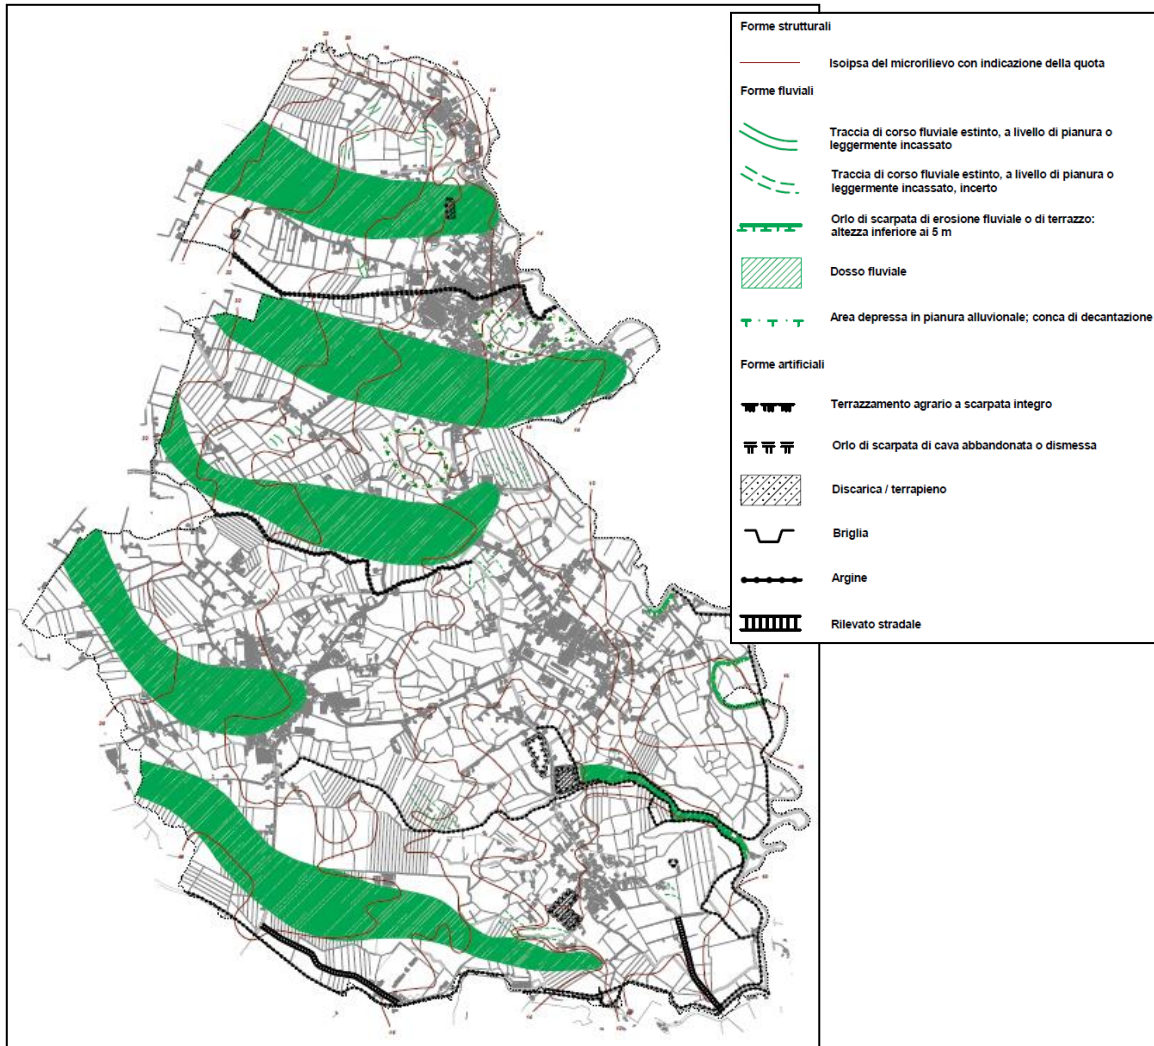 Forme strutturali
Isoipsa del microrilievo con indicazione della quota
Forme fluviali
Traccia di corso fluviale estinto, a livello di pianura o
leggermente incassato
Traccia di corso fluviale estinto, a livello di pianura o
leggermente incassato, incerto
Orlo di scarpata di erosione fluviale o di terrazzo:
altezza inferiore ai 5 m
Dosso fluviale
Area depressa in pianura alluvionale; conca di decantazione
Forme artificiali
Terrazzamento agrario a scarpata integro
Orlo di scarpata di cava abbandonata o dismessa
Discarica / terrapieno
Briglia
Argine
Rilevato stradale